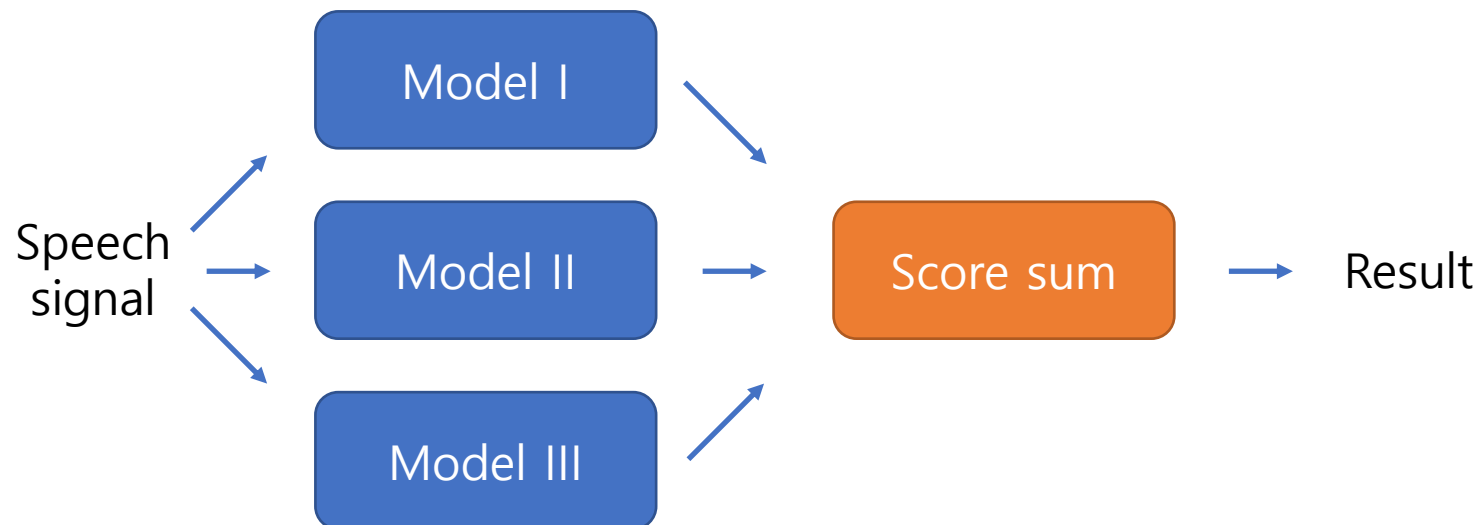 Model I
Speech
signal
Model II
Score sum
Result
Model III